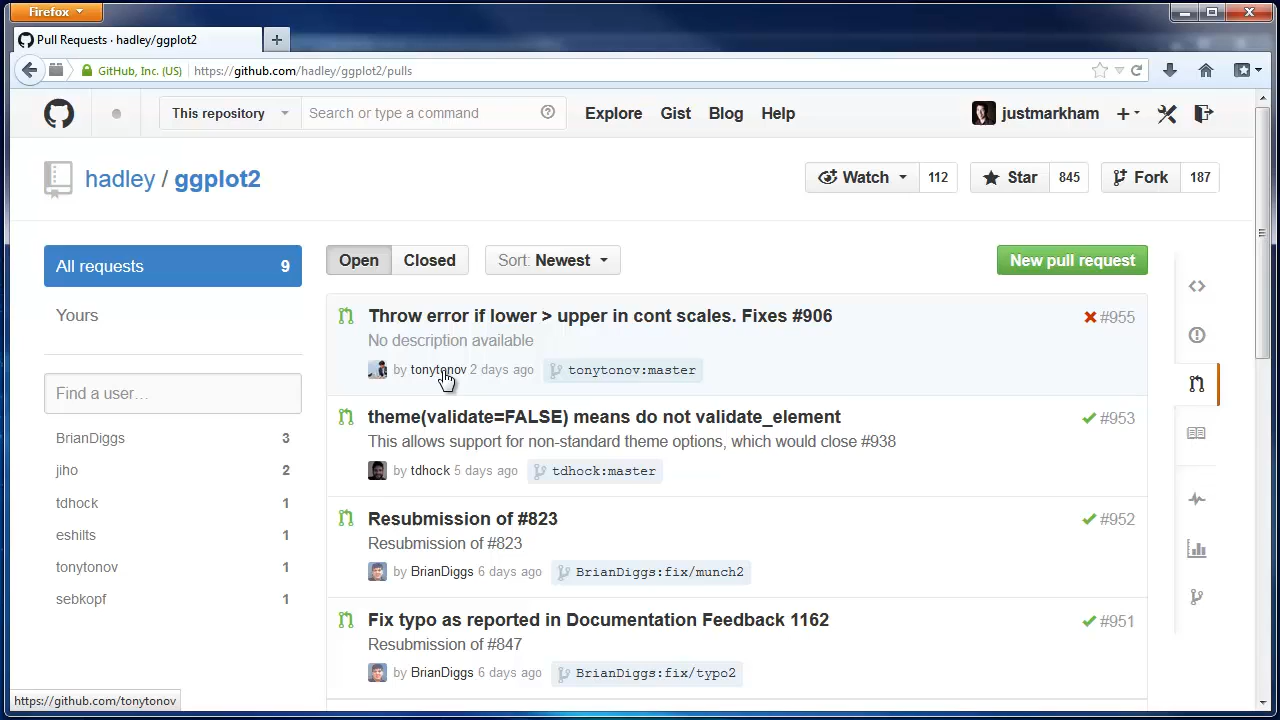 Firefox
Pull Requests · hadley/ggplot2
GitHub, Inc. (US) https://github.com/hadley/ggplot2/pulls
This repository Search or type a command Explore Gist Blog Help justmarkham
hadley / ggplot2 Watch 112 Star 845 Fork 187
All requests 9
Yours
Find a user…
BrianDiggs 3
jiho 2
tdhock 1
eshilts 1
tonytonov 1
sebkopf 1
Open Closed Sort: Newest New pull request
Throw error if lower > upper in cont scales. Fixes #906 #955
No description available
by tonytonov 2 days ago tonytonov:master
theme(validate=FALSE) means do not validate_element #953
This allows support for non-standard theme options, which would close #938
by tdhock 5 days ago tdhock:master
Resubmission of #823 #952
Resubmission of #823
by BrianDiggs 6 days ago BrianDiggs:fix/munch2
Fix typo as reported in Documentation Feedback 1162 #951
Resubmission of #847
by BrianDiggs 6 days ago BrianDiggs:fix/typo2
https://github.com/tonytonov